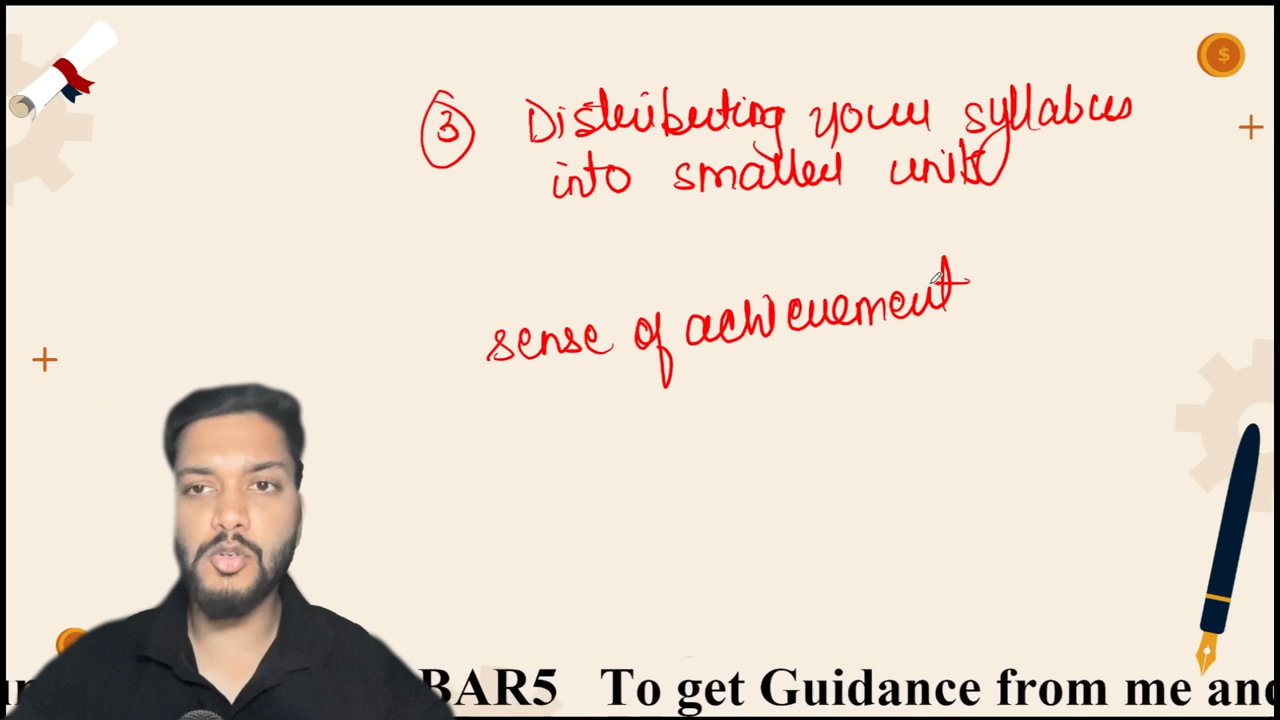 3 Distributing your syllabus
into smaller units
sense of achievement
BAR5 To get Guidance from me and